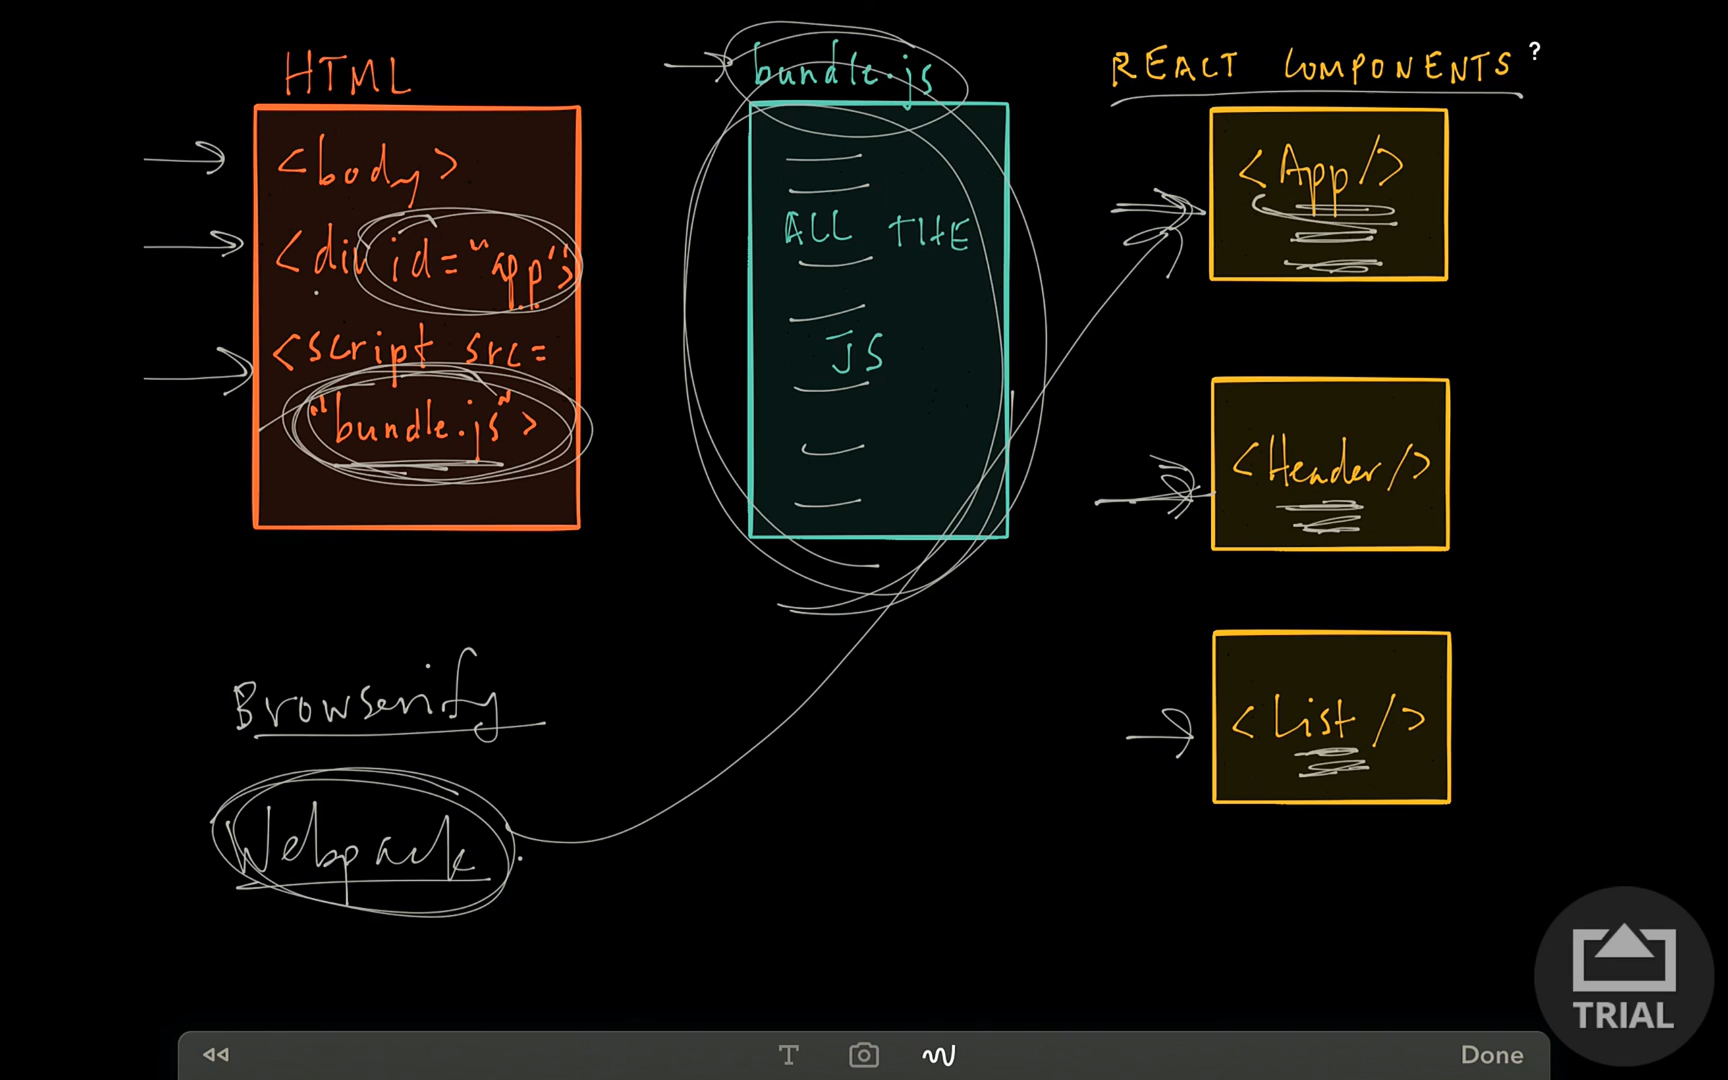 HTML
<body>
<div id="app">
<script src=
"bundle.js">
bundle.js
ALL THE
JS
REACT COMPONENTS ?
<App/>
<Header/>
<List/>
Browserify
Webpack
TRIAL
T
Done